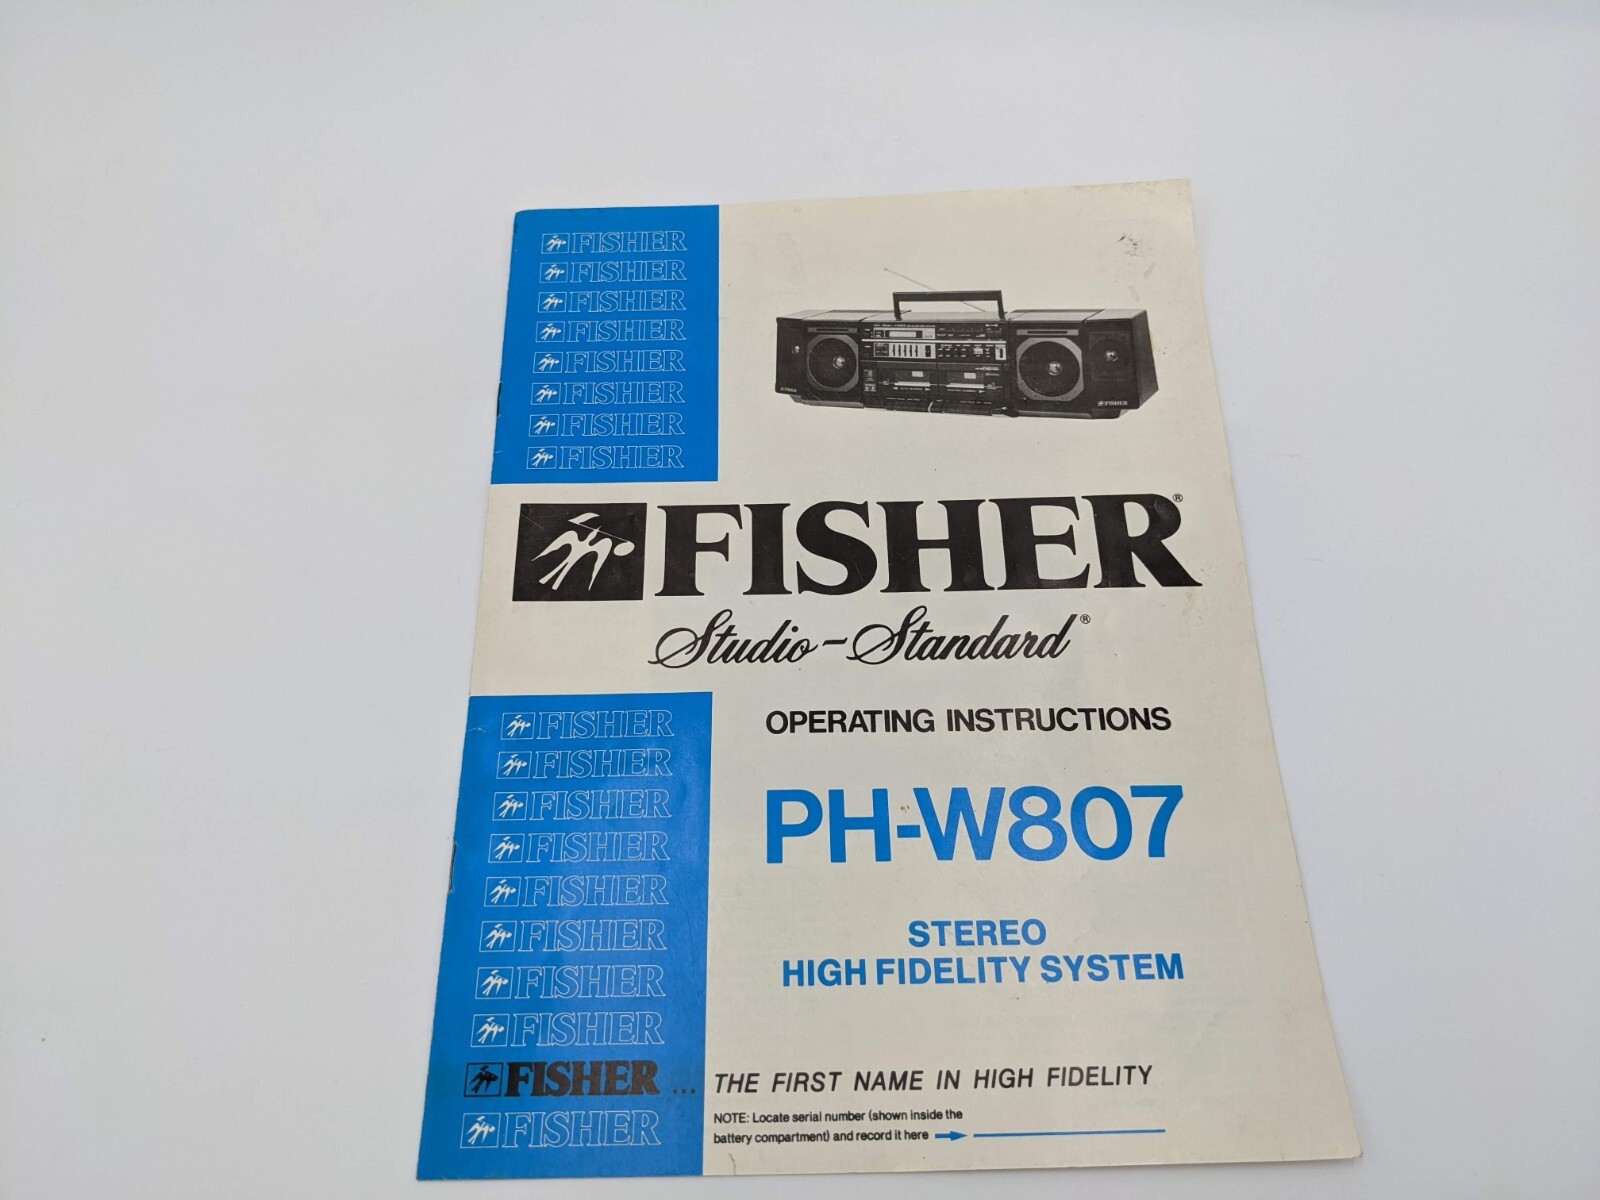 FISHER
FISHER
FISHER
FISHER
FISHER
FISHER
FISHER
FISHER
FISHER
FISHER®
Studio-Standard®
OPERATING INSTRUCTIONS
PH-W807
STEREO
HIGH FIDELITY SYSTEM
FISHER
FISHER
FISHER
FISHER
FISHER
FISHER
FISHER
FISHER
FISHER ... THE FIRST NAME IN HIGH FIDELITY
FISHER
NOTE: Locate serial number (shown inside the
battery compartment) and record it here